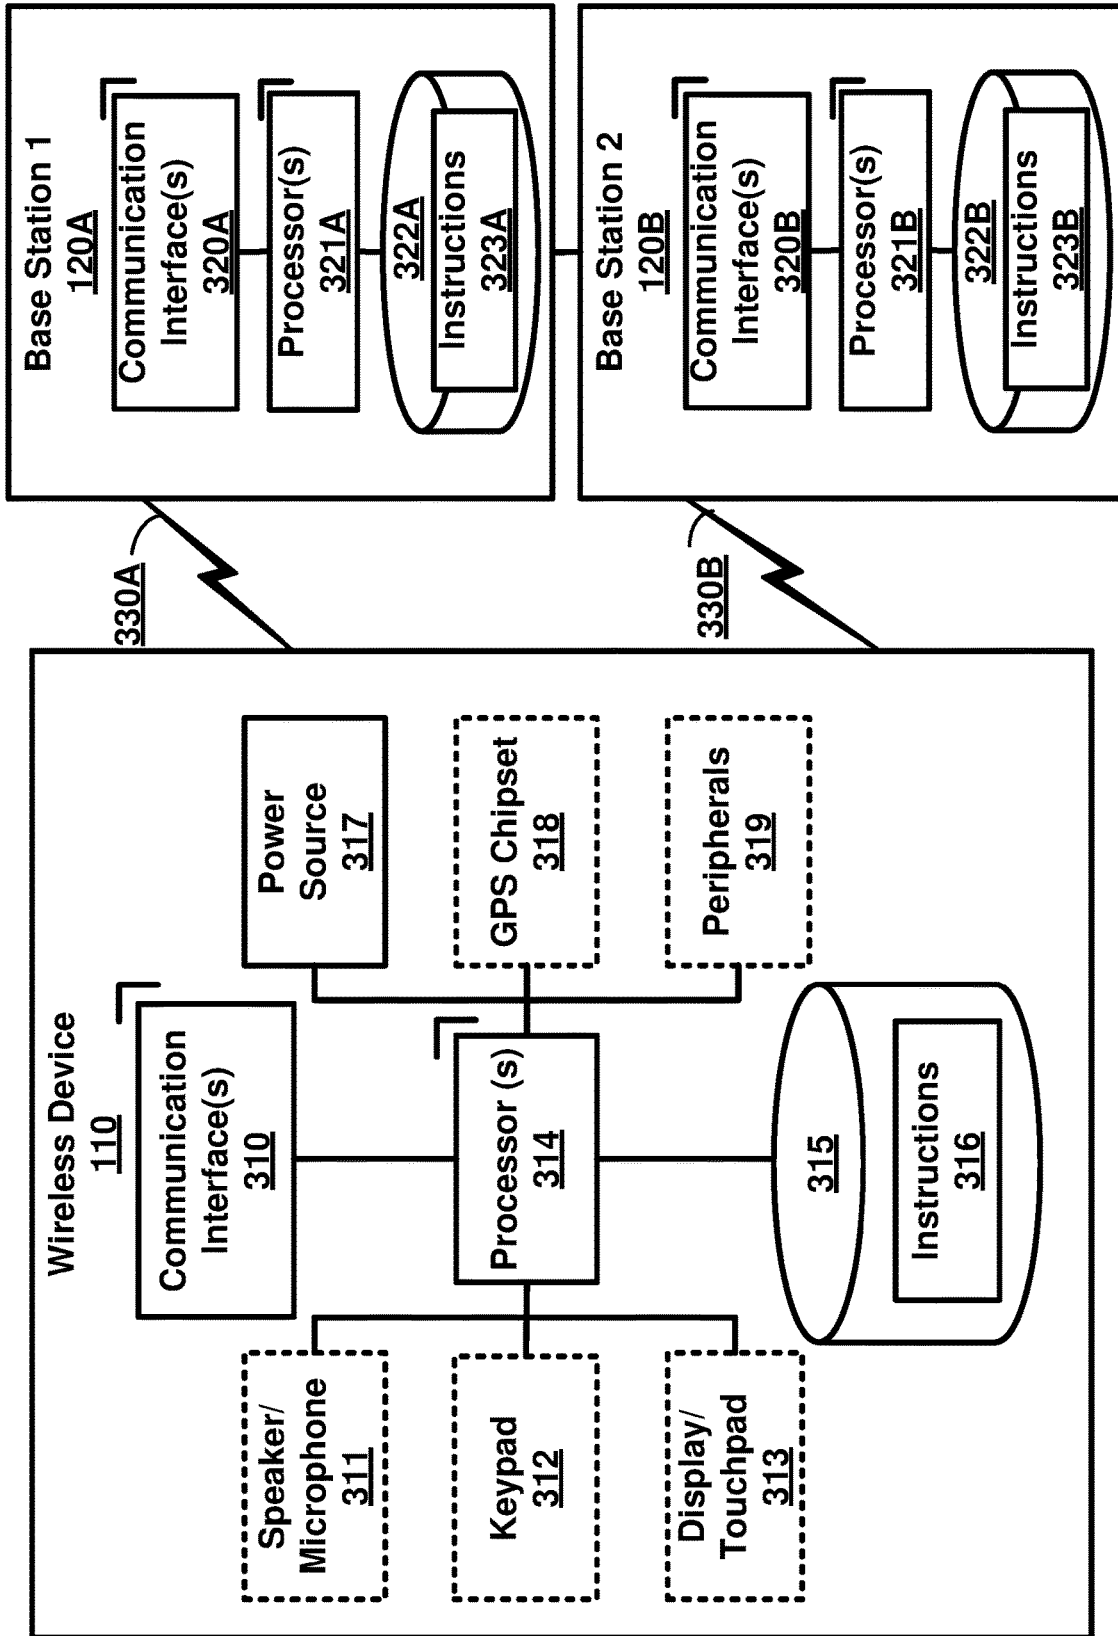 Wireless Device
110
Communication
Interface(s)
310
Speaker/
Microphone
311
Keypad
312
Display/
Touchpad
313
Processor (s)
314
Power
Source
317
GPS Chipset
318
Peripherals
319
315
Instructions
316
330A
330B
Base Station 1
120A
Communication
Interface(s)
320A
Processor(s)
321A
322A
Instructions
323A
Base Station 2
120B
Communication
Interface(s)
320B
Processor(s)
321B
322B
Instructions
323B